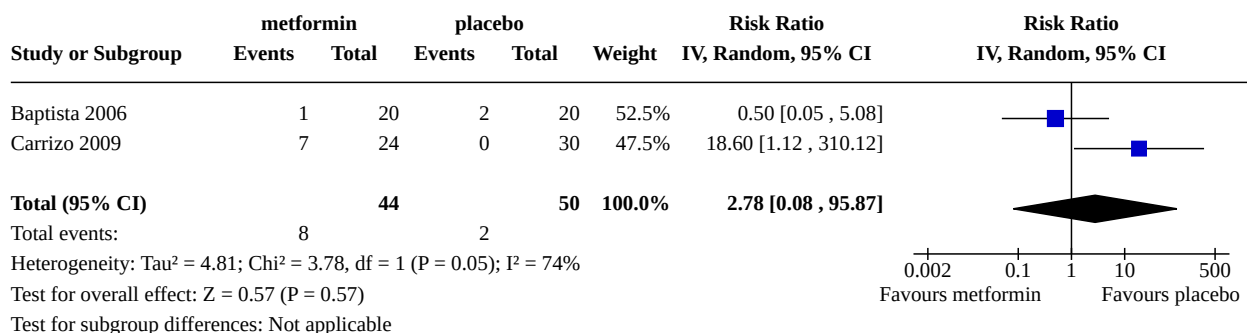 metformin placebo Risk Ratio Risk Ratio
Study or Subgroup Events Total Events Total Weight IV, Random, 95% CI IV, Random, 95% CI
Baptista 2006 1 20 2 20 52.5% 0.50 [0.05 , 5.08]
Carrizo 2009 7 24 0 30 47.5% 18.60 [1.12 , 310.12]
Total (95% CI) 44 50 100.0% 2.78 [0.08 , 95.87]
Total events: 8 2
Heterogeneity: Tau² = 4.81; Chi² = 3.78, df = 1 (P = 0.05); I² = 74%
0.002 0.1 1 10 500
Test for overall effect: Z = 0.57 (P = 0.57)
Favours metformin Favours placebo
Test for subgroup differences: Not applicable